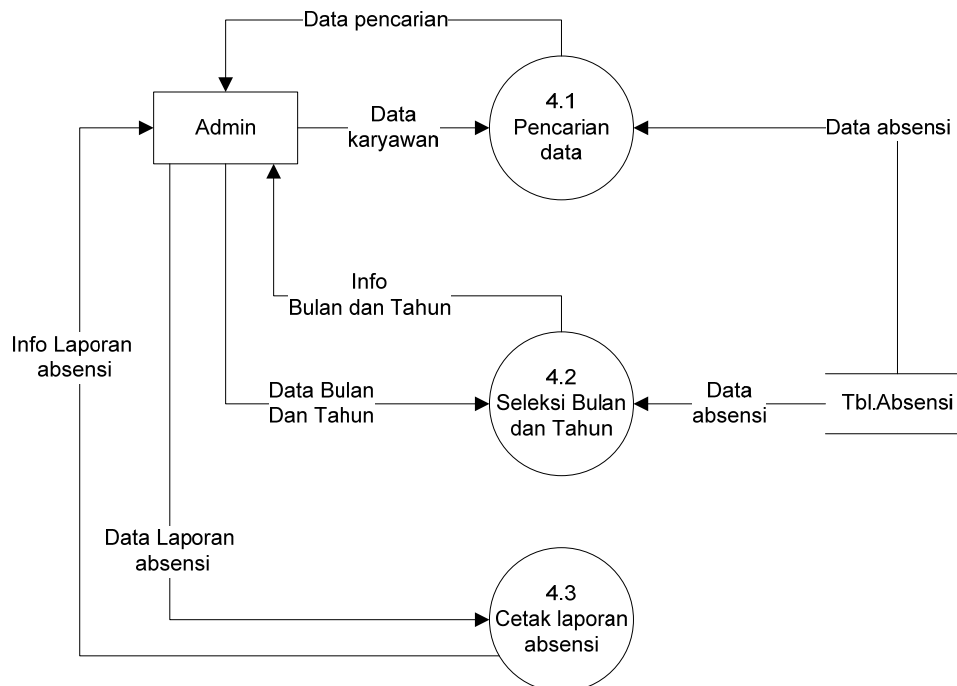 Data pencarian
Admin
Data
karyawan
4.1
Pencarian
data
Data absensi
Info
Bulan dan Tahun
Info Laporan
absensi
Data Bulan
Dan Tahun
4.2
Seleksi Bulan
dan Tahun
Data
absensi
Tbl.Absensi
Data Laporan
absensi
4.3
Cetak laporan
absensi